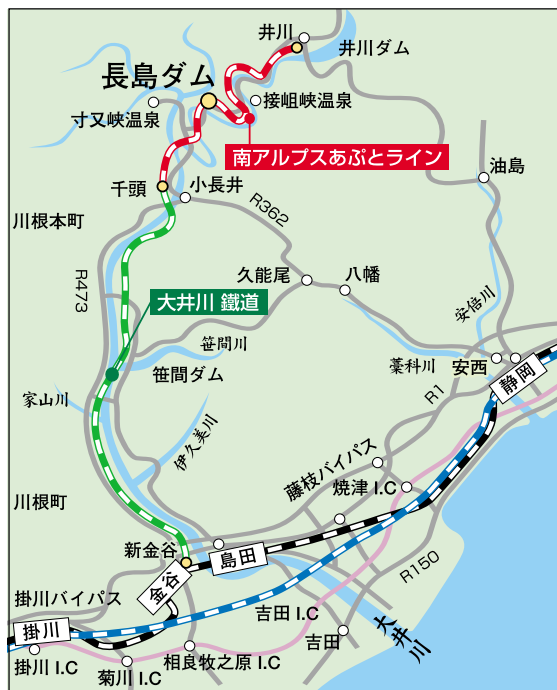 井川
井川ダム
長島ダム
接岨峡温泉
寸又峡温泉
南アルプスあぷとライン
油島
千頭
小長井
川根本町
R362
R473
久能尾
八幡
大井川 鐵道
安倍川
笹間川
藁科川
安西
静岡
笹間ダム
家山川
R1
伊久美川
藤枝バイパス
焼津 I.C
川根町
新金谷
島田
R150
金谷
掛川バイパス
吉田 I.C
大井川
掛川
吉田
相良牧之原 I.C
掛川 I.C
菊川 I.C